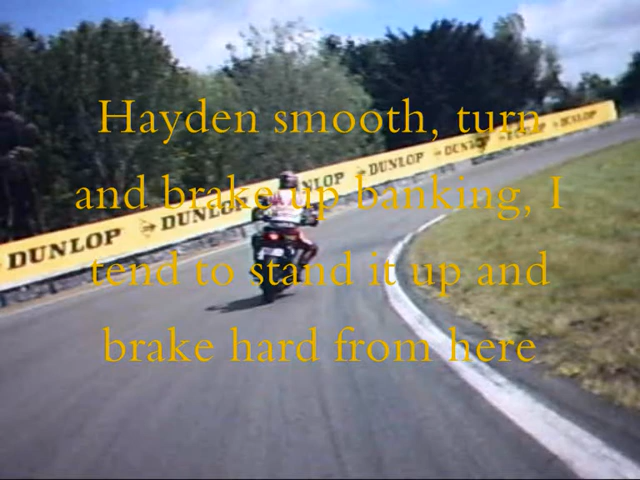 Hayden smooth, turn
and brake up banking, I
tend to stand it up and
brake hard from here
DUNLOP
DUNLOP
NLOP
DUNLOP
DUNLOP
DUNLOP